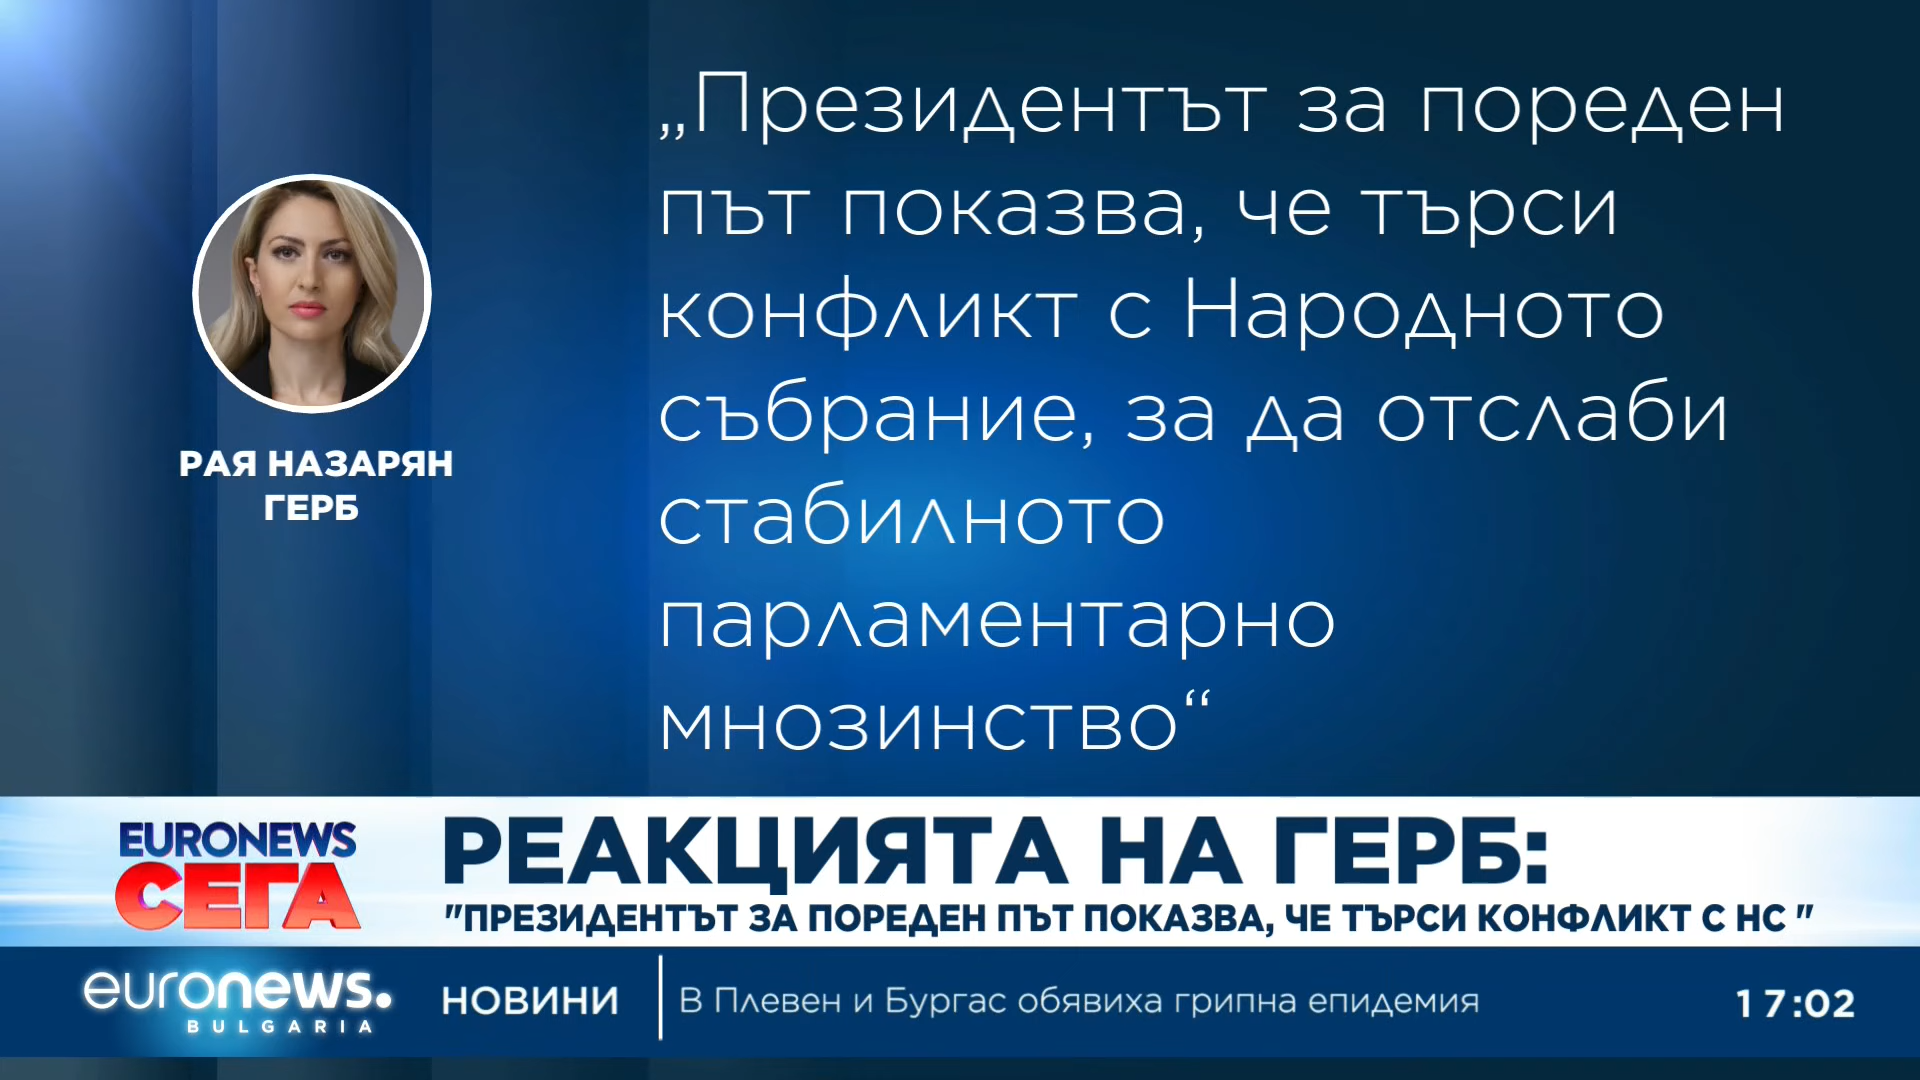 „Президентът за пореден
път показва, че търси
конфликт с Народното
събрание, за да отслаби
стабилното
парламентарно
мнозинство“
РАЯ НАЗАРЯН
ГЕРБ
EURONEWS
СЕГА
РЕАКЦИЯТА НА ГЕРБ:
"ПРЕЗИДЕНТЪТ ЗА ПОРЕДЕН ПЪТ ПОКАЗВА, ЧЕ ТЪРСИ КОНФЛИКТ С НС "
euronews.
BULGARIA
НОВИНИ
В Плевен и Бургас обявиха грипна епидемия
17:02